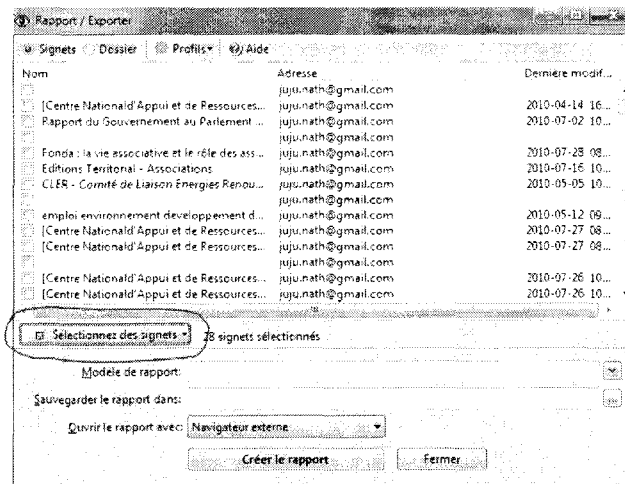 Rapport / Exporter
Signets Dossier Profils Aide
Nom Adresse Dernière modif...
juju.nath@gmail.com
[Centre Nationald'Appui et de Ressources... juju.nath@gmail.com 2010-04-14 16...
Rapport du Gouvernement au Parlement ... juju.nath@gmail.com 2010-07-02 10...
juju.nath@gmail.com
Fonda : la vie associative et le rôle des ass... juju.nath@gmail.com 2010-07-28 08...
Editions Territorial - Associations juju.nath@gmail.com 2010-07-16 10...
CLER - Comité de Liaison Energies Renou... juju.nath@gmail.com 2010-05-05 10...
juju.nath@gmail.com
emploi environnement developpement d... juju.nath@gmail.com 2010-05-12 09...
[Centre Nationald'Appui et de Ressources... juju.nath@gmail.com 2010-07-27 08...
[Centre Nationald'Appui et de Ressources... juju.nath@gmail.com 2010-07-27 08...
juju.nath@gmail.com
[Centre Nationald'Appui et de Ressources... juju.nath@gmail.com 2010-07-26 10...
[Centre Nationald'Appui et de Ressources... juju.nath@gmail.com 2010-07-26 10...
Sélectionnez des signets 28 signets sélectionnés
Modèle de rapport:
Sauvegarder le rapport dans: ...
Ouvrir le rapport avec: Navigateur externe
Créer le rapport Fermer